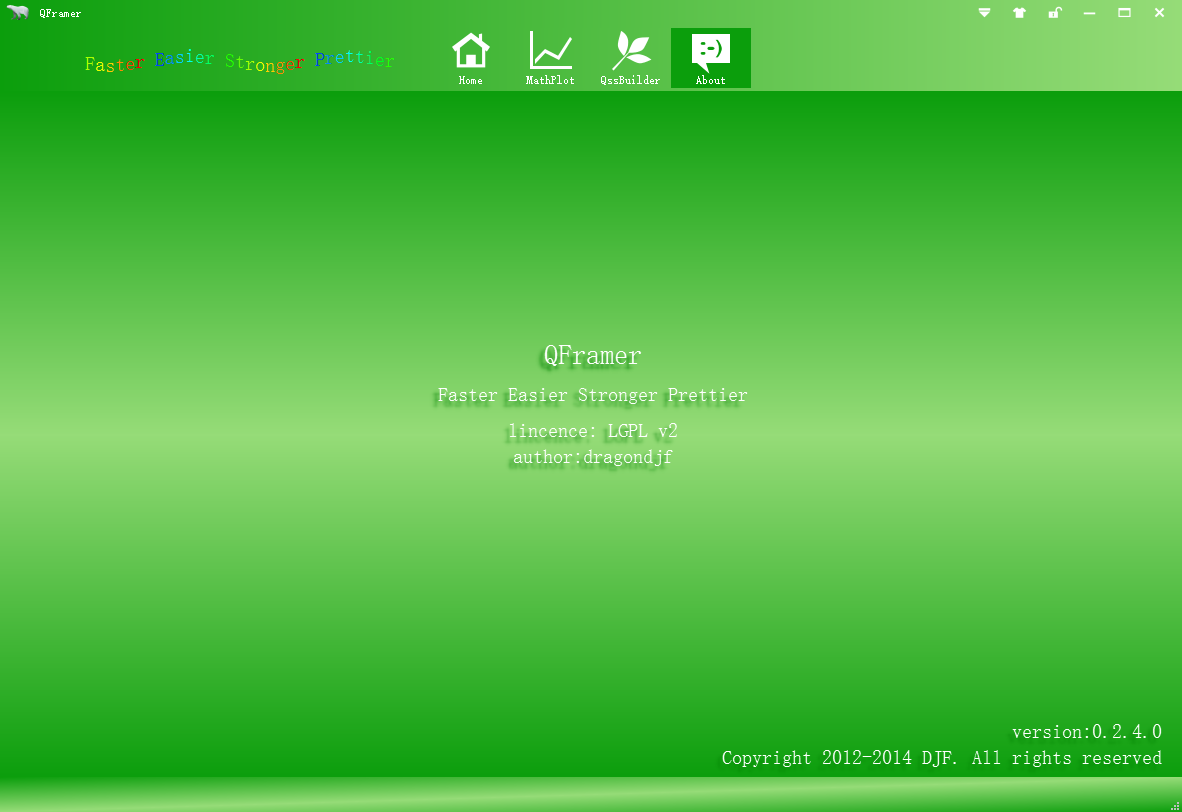 QFramer
Faster Easier Stronger Prettier
Home
MathPlot
QssBuilder
:-)
About
QFramer
Faster Easier Stronger Prettier
lincence: LGPL v2
author:dragondjf
version:0.2.4.0
Copyright 2012-2014 DJF. All rights reserved